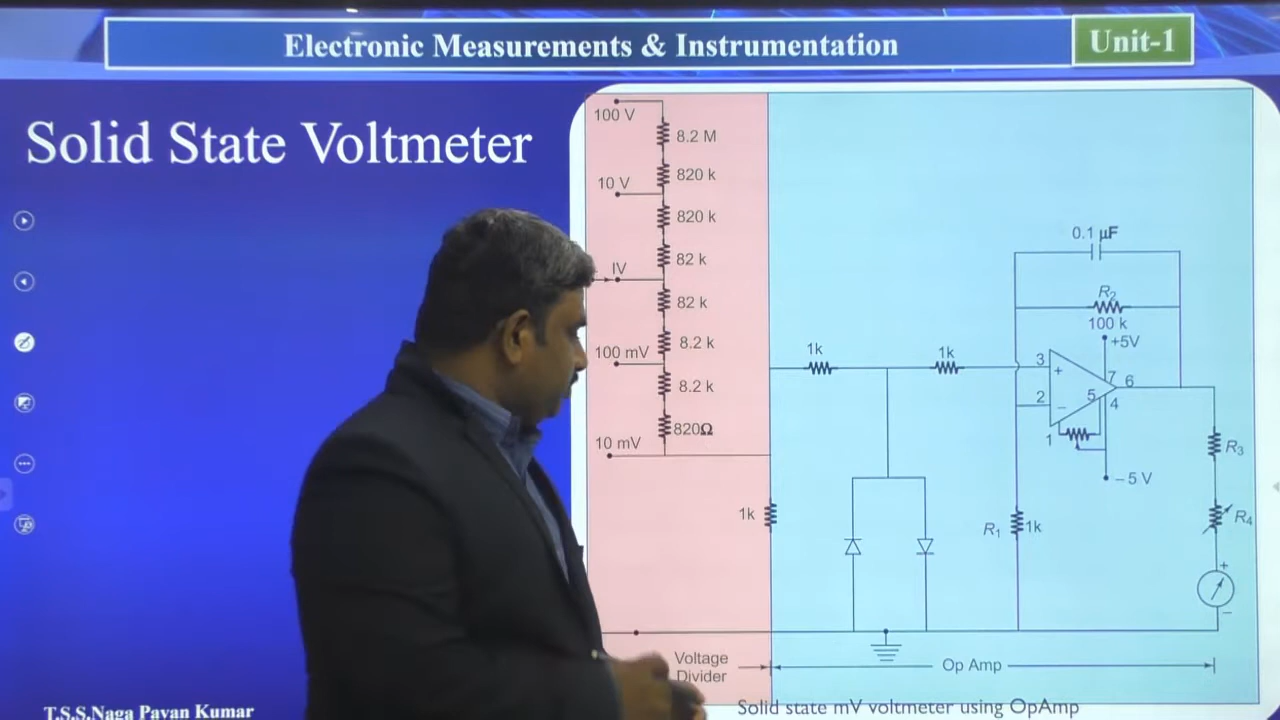 Electronic Measurements & Instrumentation
Unit-1
Solid State Voltmeter
100 V
8.2 M
10 V
820 k
820 k
IV
82 k
82 k
100 mV
8.2 k
8.2 k
10 mV
820Ω
1k
1k
1k
0.1 µF
R2
100 k
+5V
3
+
7
6
2
−
5
4
1
− 5 V
R1
1k
R3
R4
+
−
Voltage
Divider
Op Amp
Solid state mV voltmeter using OpAmp
T.S.S.Naga Pavan Kumar